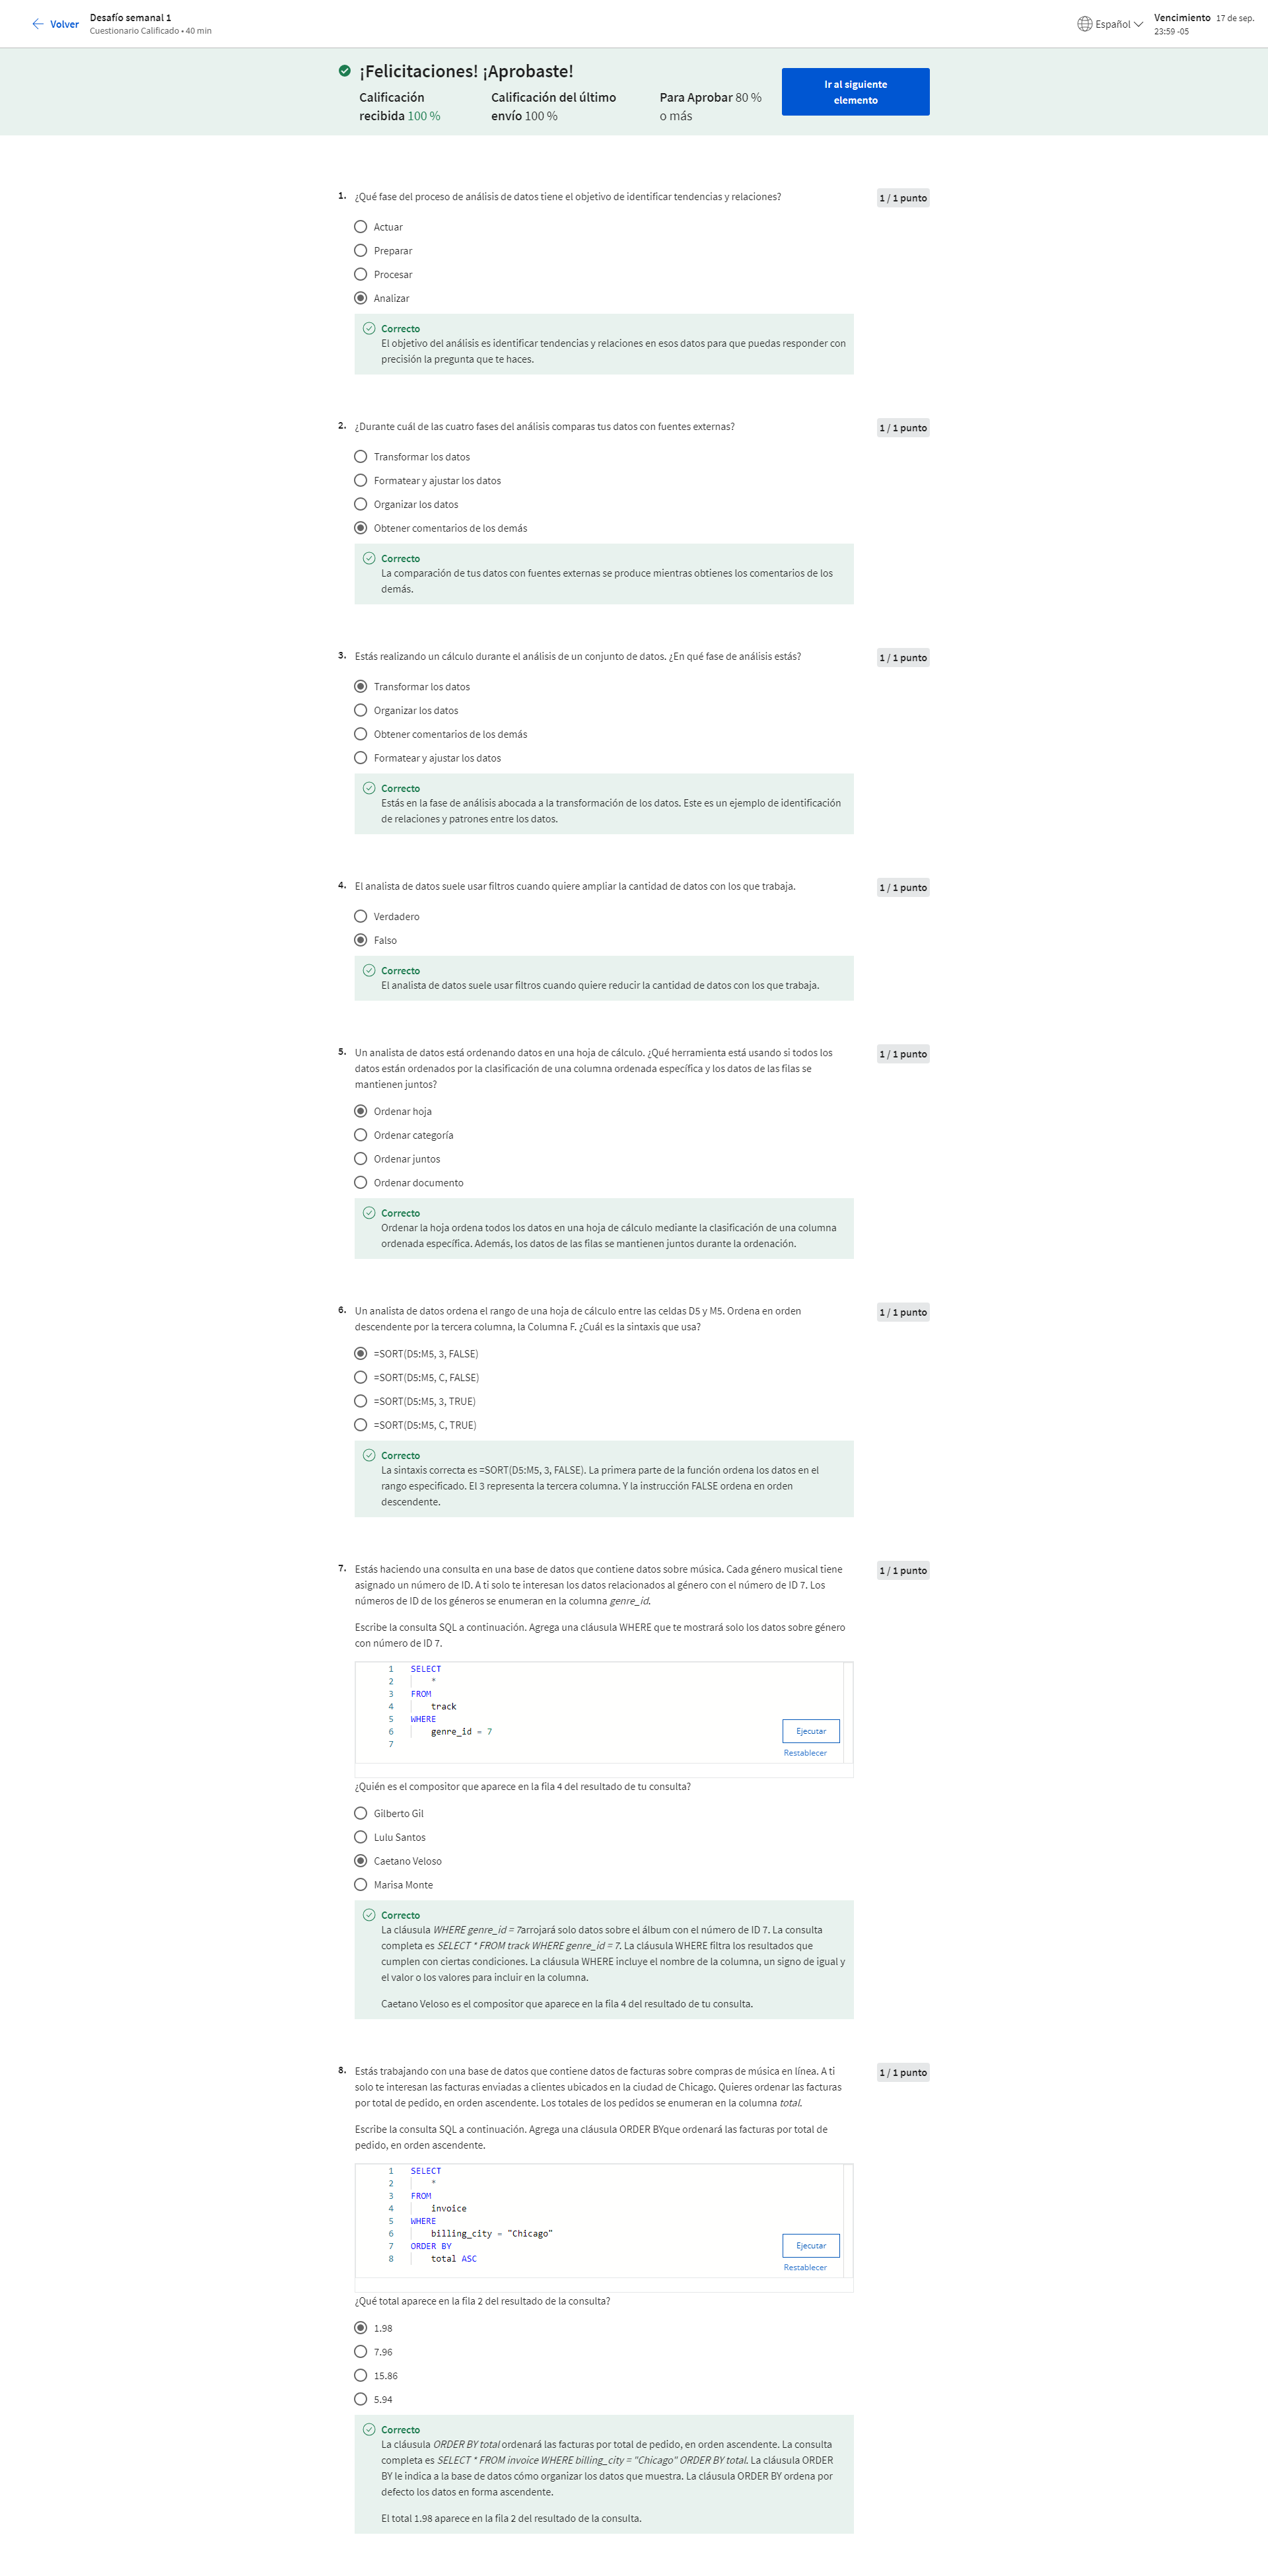 Volver
Desafío semanal 1
Cuestionario Calificado • 40 min
Español
Vencimiento 17 de sep.
23:59 -05
¡Felicitaciones! ¡Aprobaste!
Calificación
recibida 100 %
Calificación del último
envío 100 %
Para Aprobar 80 %
o más
Ir al siguiente
elemento
1. ¿Qué fase del proceso de análisis de datos tiene el objetivo de identificar tendencias y relaciones?
1 / 1 punto
Actuar
Preparar
Procesar
Analizar
Correcto
El objetivo del análisis es identificar tendencias y relaciones en esos datos para que puedas responder con
precisión la pregunta que te haces.
2. ¿Durante cuál de las cuatro fases del análisis comparas tus datos con fuentes externas?
1 / 1 punto
Transformar los datos
Formatear y ajustar los datos
Organizar los datos
Obtener comentarios de los demás
Correcto
La comparación de tus datos con fuentes externas se produce mientras obtienes los comentarios de los
demás.
3. Estás realizando un cálculo durante el análisis de un conjunto de datos. ¿En qué fase de análisis estás?
1 / 1 punto
Transformar los datos
Organizar los datos
Obtener comentarios de los demás
Formatear y ajustar los datos
Correcto
Estás en la fase de análisis abocada a la transformación de los datos. Este es un ejemplo de identificación
de relaciones y patrones entre los datos.
4. El analista de datos suele usar filtros cuando quiere ampliar la cantidad de datos con los que trabaja.
1 / 1 punto
Verdadero
Falso
Correcto
El analista de datos suele usar filtros cuando quiere reducir la cantidad de datos con los que trabaja.
5. Un analista de datos está ordenando datos en una hoja de cálculo. ¿Qué herramienta está usando si todos los
datos están ordenados por la clasificación de una columna ordenada específica y los datos de las filas se
mantienen juntos?
1 / 1 punto
Ordenar hoja
Ordenar categoría
Ordenar juntos
Ordenar documento
Correcto
Ordenar la hoja ordena todos los datos en una hoja de cálculo mediante la clasificación de una columna
ordenada específica. Además, los datos de las filas se mantienen juntos durante la ordenación.
6. Un analista de datos ordena el rango de una hoja de cálculo entre las celdas D5 y M5. Ordena en orden
descendente por la tercera columna, la Columna F. ¿Cuál es la sintaxis que usa?
1 / 1 punto
=SORT(D5:M5, 3, FALSE)
=SORT(D5:M5, C, FALSE)
=SORT(D5:M5, 3, TRUE)
=SORT(D5:M5, C, TRUE)
Correcto
La sintaxis correcta es =SORT(D5:M5, 3, FALSE). La primera parte de la función ordena los datos en el
rango especificado. El 3 representa la tercera columna. Y la instrucción FALSE ordena en orden
descendente.
7. Estás haciendo una consulta en una base de datos que contiene datos sobre música. Cada género musical tiene
asignado un número de ID. A ti solo te interesan los datos relacionados al género con el número de ID 7. Los
números de ID de los géneros se enumeran en la columna genre_id.
1 / 1 punto
Escribe la consulta SQL a continuación. Agrega una cláusula WHERE que te mostrará solo los datos sobre género
con número de ID 7.
1 SELECT
2 *
3 FROM
4 track
5 WHERE
6 genre_id = 7
7
Ejecutar
Restablecer
¿Quién es el compositor que aparece en la fila 4 del resultado de tu consulta?
Gilberto Gil
Lulu Santos
Caetano Veloso
Marisa Monte
Correcto
La cláusula WHERE genre_id = 7arrojará solo datos sobre el álbum con el número de ID 7. La consulta
completa es SELECT * FROM track WHERE genre_id = 7. La cláusula WHERE filtra los resultados que
cumplen con ciertas condiciones. La cláusula WHERE incluye el nombre de la columna, un signo de igual y
el valor o los valores para incluir en la columna.
Caetano Veloso es el compositor que aparece en la fila 4 del resultado de tu consulta.
8. Estás trabajando con una base de datos que contiene datos de facturas sobre compras de música en línea. A ti
solo te interesan las facturas enviadas a clientes ubicados en la ciudad de Chicago. Quieres ordenar las facturas
por total de pedido, en orden ascendente. Los totales de los pedidos se enumeran en la columna total.
1 / 1 punto
Escribe la consulta SQL a continuación. Agrega una cláusula ORDER BYque ordenará las facturas por total de
pedido, en orden ascendente.
1 SELECT
2 *
3 FROM
4 invoice
5 WHERE
6 billing_city = "Chicago"
7 ORDER BY
8 total ASC
Ejecutar
Restablecer
¿Qué total aparece en la fila 2 del resultado de la consulta?
1.98
7.96
15.86
5.94
Correcto
La cláusula ORDER BY total ordenará las facturas por total de pedido, en orden ascendente. La consulta
completa es SELECT * FROM invoice WHERE billing_city = "Chicago" ORDER BY total. La cláusula ORDER
BY le indica a la base de datos cómo organizar los datos que muestra. La cláusula ORDER BY ordena por
defecto los datos en forma ascendente.
El total 1.98 aparece en la fila 2 del resultado de la consulta.